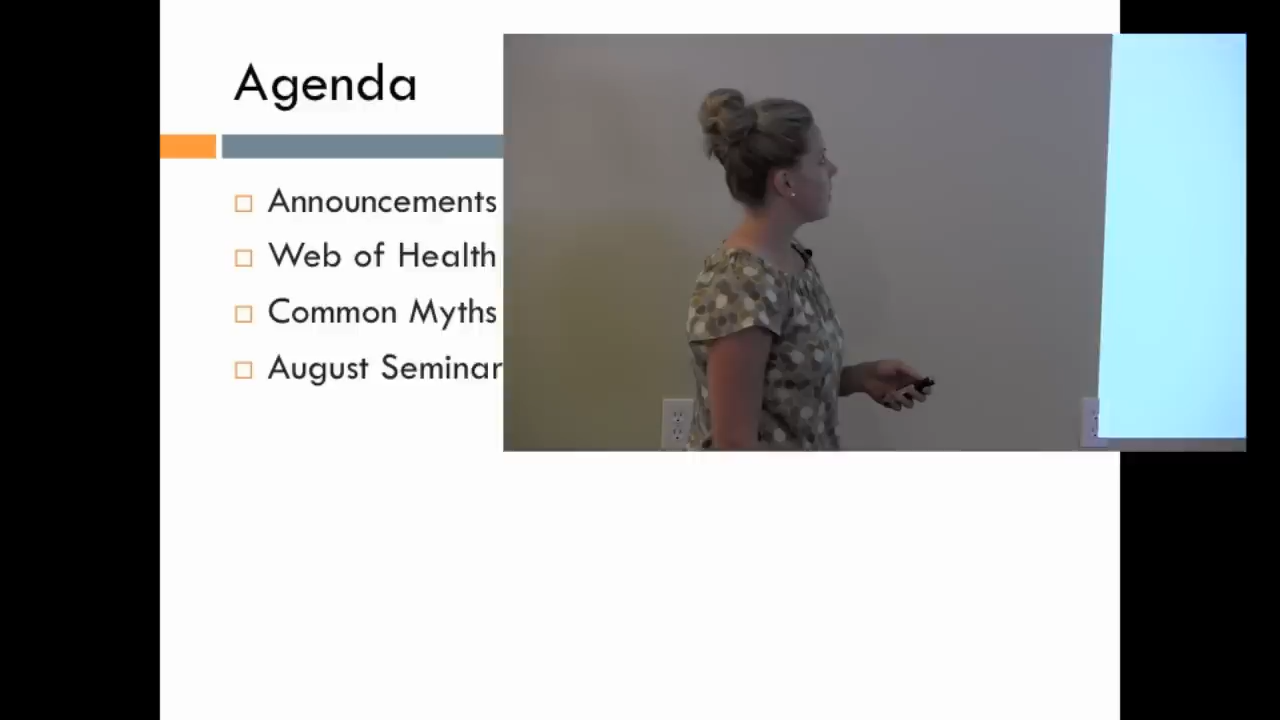 Agenda
Announcements
Web of Health
Common Myths
August Seminar